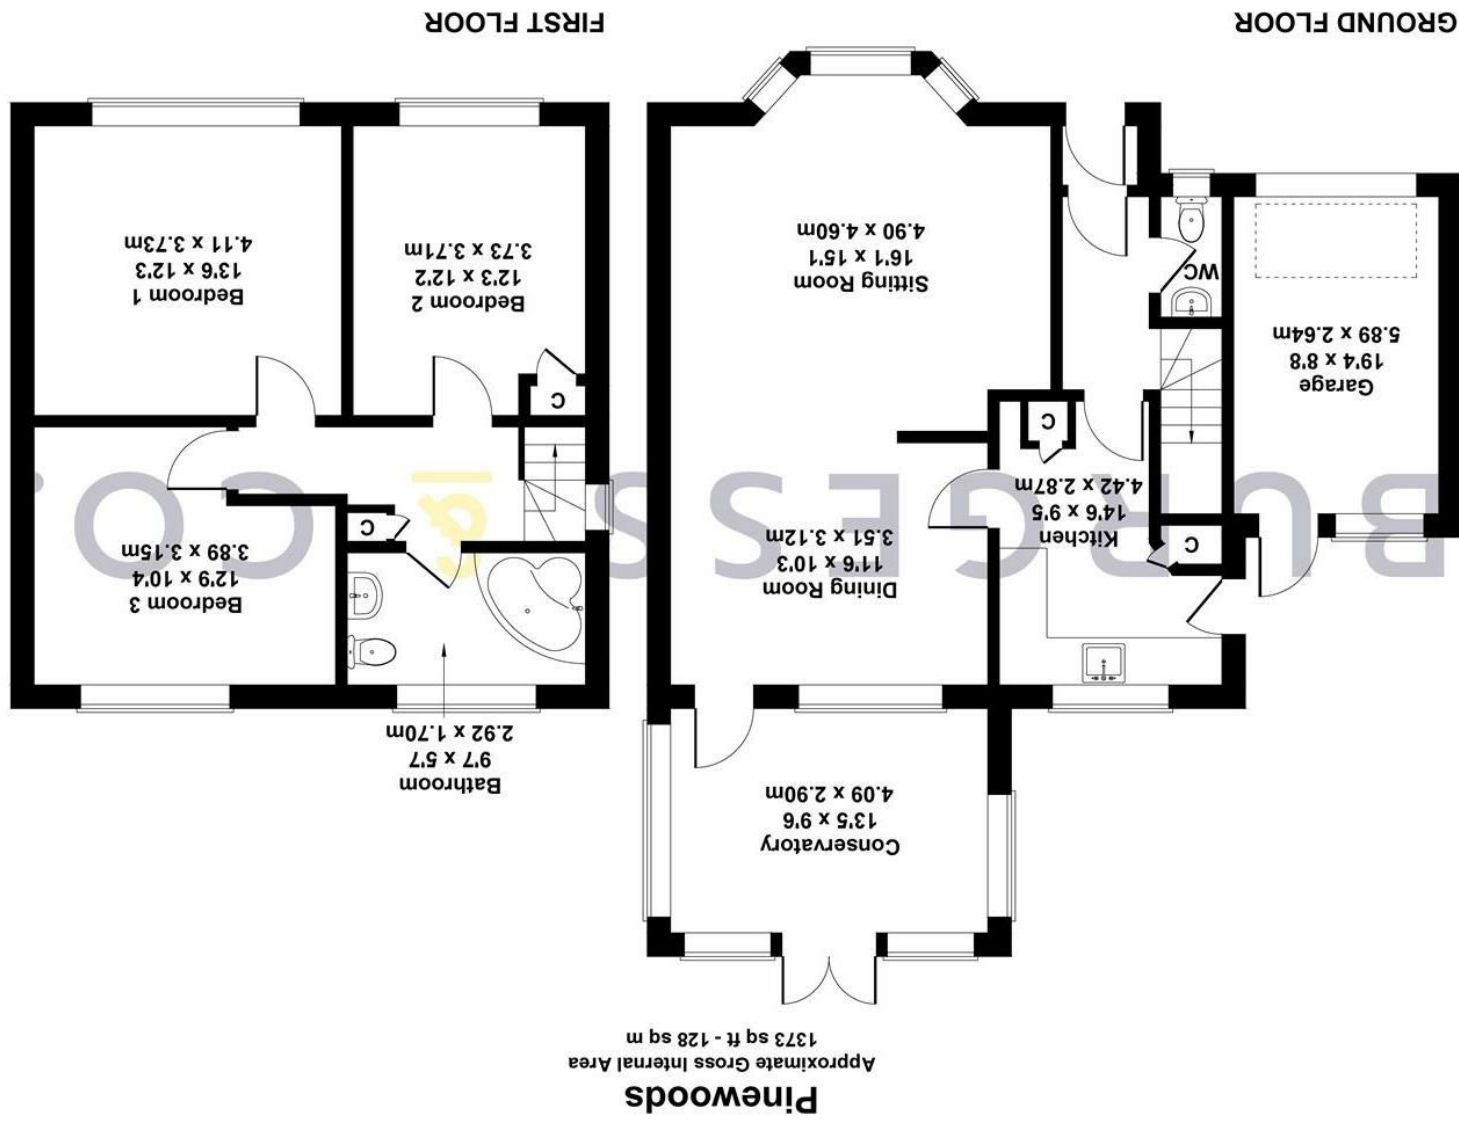 Pinewoods
Approximate Gross Internal Area
1373 sq ft - 128 sq m
Conservatory
13'5 x 9'6
4.09 x 2.90m
Bathroom
9'7 x 5'7
2.92 x 1.70m
Kitchen
14'6 x 9'5
4.42 x 2.87m
Dining Room
11'6 x 10'3
3.51 x 3.12m
Bedroom 3
12'9 x 10'4
3.89 x 3.15m
C
C
C
C
BURGESS & CO.
Garage
19'4 x 8'8
5.89 x 2.64m
WC
Sitting Room
16'1 x 15'1
4.90 x 4.60m
Bedroom 2
12'3 x 12'2
3.73 x 3.71m
Bedroom 1
13'6 x 12'3
4.11 x 3.73m
GROUND FLOOR
FIRST FLOOR